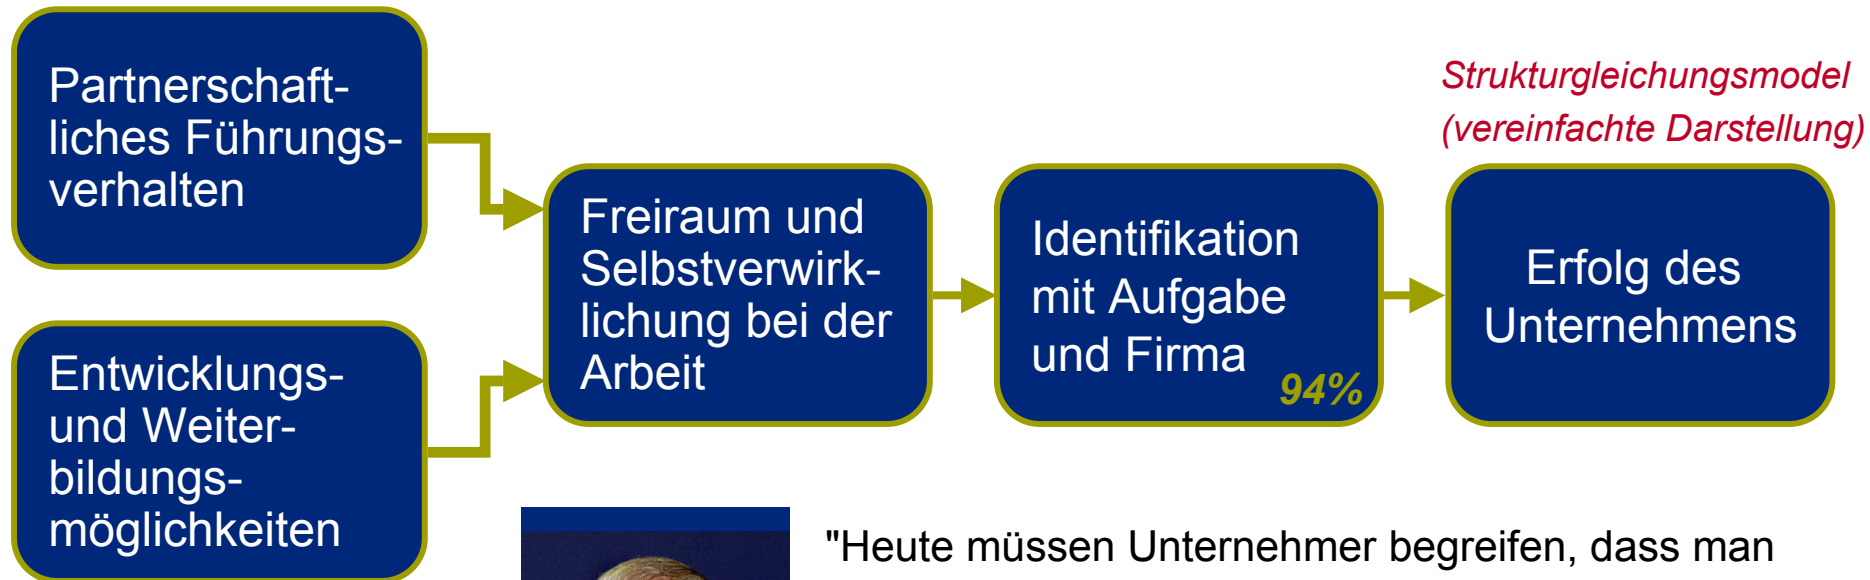 Partnerschaft-
liches Führungs-
verhalten
Entwicklungs-
und Weiter-
bildungs-
möglichkeiten
Freiraum und
Selbstverwirk-
lichung bei der
Arbeit
Identifikation
mit Aufgabe
und Firma
94%
Strukturgleichungsmodel
(vereinfachte Darstellung)
Erfolg des
Unternehmens
"Heute müssen Unternehmer begreifen, dass man